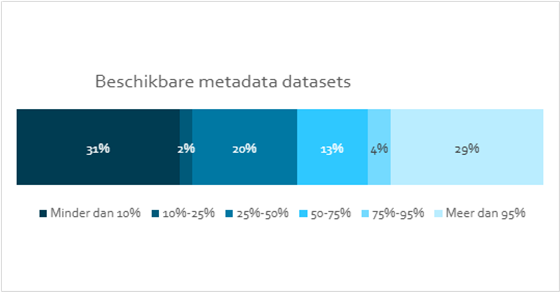 Beschikbare metadata datasets
31% 2% 20% 13% 4% 29%
Minder dan 10% 10%-25% 25%-50% 50-75% 75%-95% Meer dan 95%